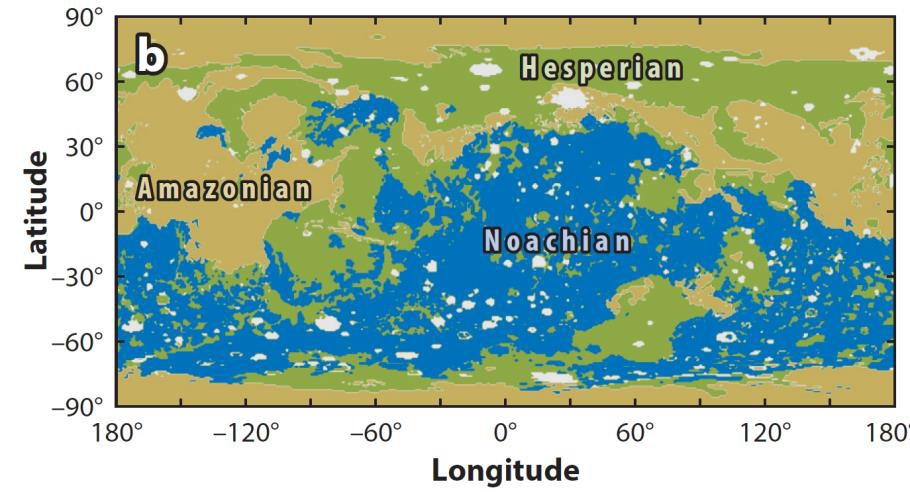 b
90°
60°
30°
0°
−30°
−60°
−90°
Latitude
Hesperian
Amazonian
Noachian
180° −120° −60° 0° 60° 120° 180°
Longitude